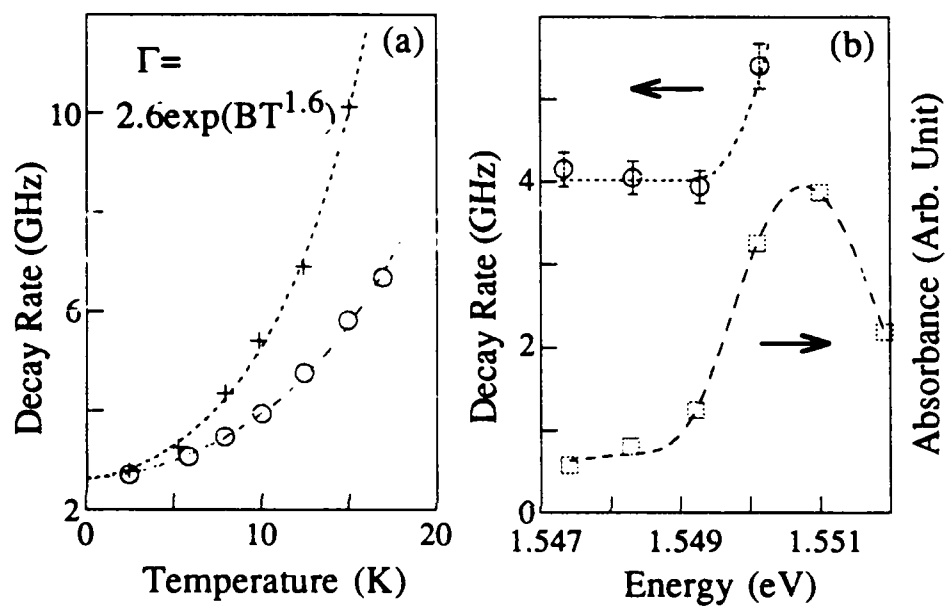 (a)
Γ=
2.6exp(BT^1.6)
10
6
2
0
10
20
Decay Rate (GHz)
Temperature (K)
(b)
4
2
0
1.547
1.549
1.551
Decay Rate (GHz)
Energy (eV)
Absorbance (Arb. Unit)